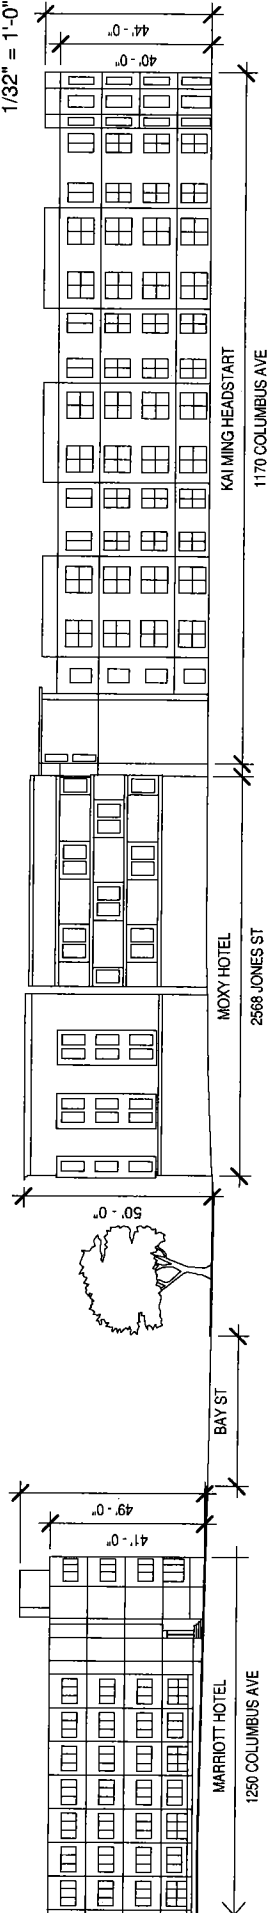 1/32" = 1'-0"
44' - 0"
40' - 0"
KAI MING HEADSTART
1170 COLUMBUS AVE
MOXY HOTEL
2568 JONES ST
50' - 0"
BAY ST
49' - 0"
41' - 0"
MARRIOTT HOTEL
1250 COLUMBUS AVE